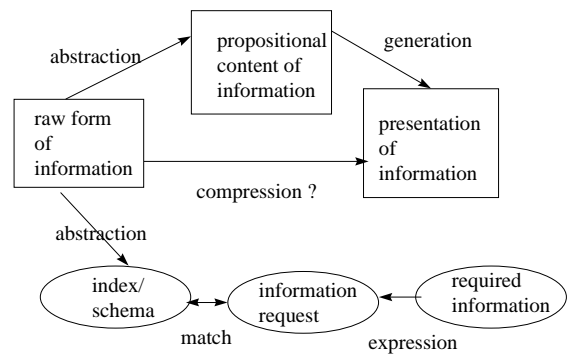 propositional
content of
information
generation
abstraction
raw form
of
information
presentation
of
information
compression ?
abstraction
index/
schema
information
request
required
information
match
expression